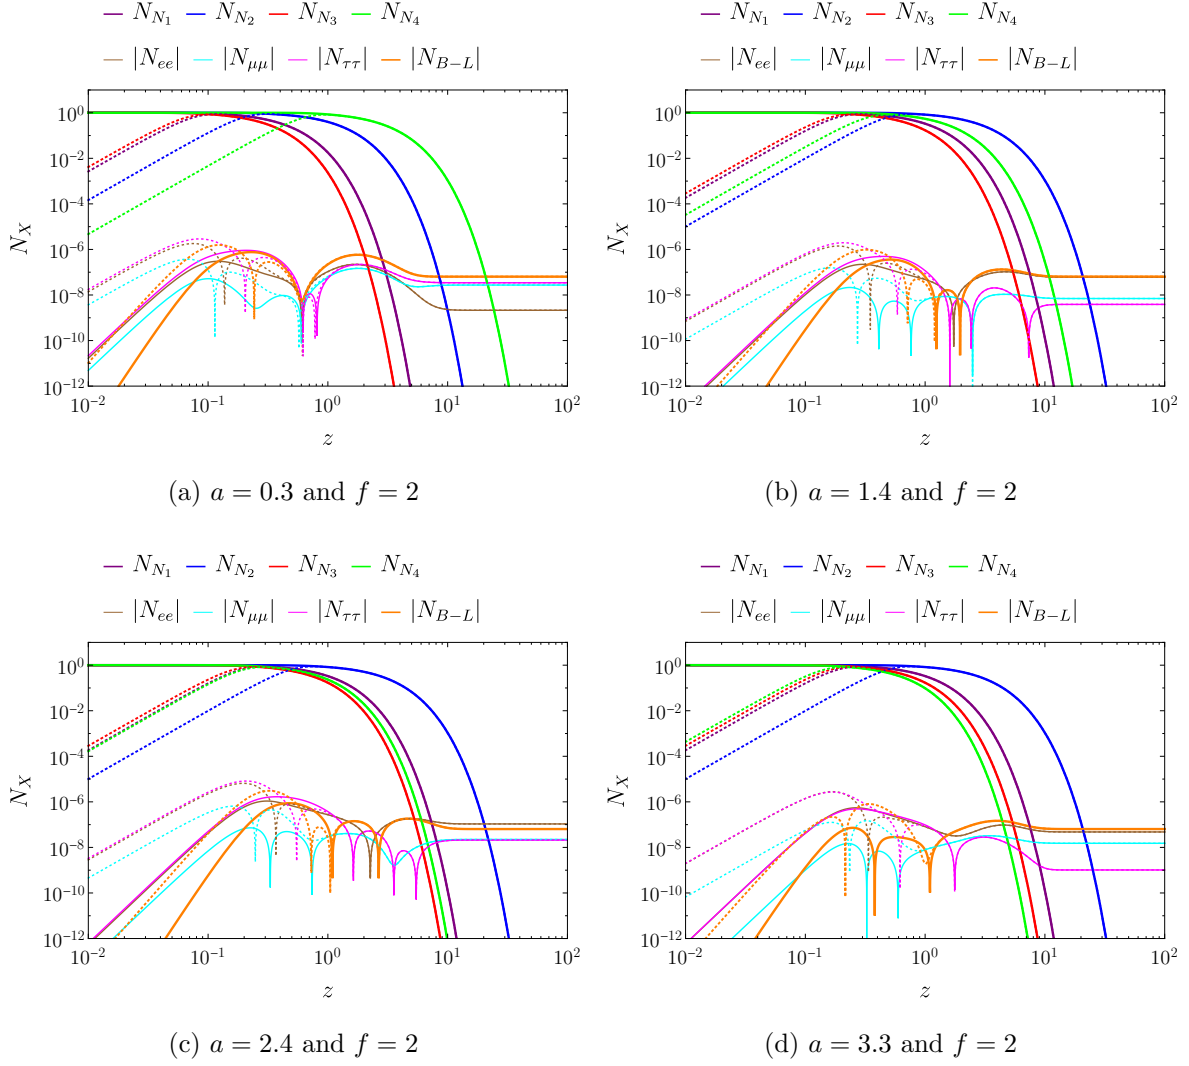 N_{N_1} N_{N_2} N_{N_3} N_{N_4}
|N_{ee}| |N_{μμ}| |N_{ττ}| |N_{B−L}|
N_X
10^0
10^{−2}
10^{−4}
10^{−6}
10^{−8}
10^{−10}
10^{−12}
10^{−2} 10^{−1} 10^0 10^1 10^2
z
(a) a = 0.3 and f = 2
N_{N_1} N_{N_2} N_{N_3} N_{N_4}
|N_{ee}| |N_{μμ}| |N_{ττ}| |N_{B−L}|
N_X
10^0
10^{−2}
10^{−4}
10^{−6}
10^{−8}
10^{−10}
10^{−12}
10^{−2} 10^{−1} 10^0 10^1 10^2
z
(b) a = 1.4 and f = 2
N_{N_1} N_{N_2} N_{N_3} N_{N_4}
|N_{ee}| |N_{μμ}| |N_{ττ}| |N_{B−L}|
N_X
10^0
10^{−2}
10^{−4}
10^{−6}
10^{−8}
10^{−10}
10^{−12}
10^{−2} 10^{−1} 10^0 10^1 10^2
z
(c) a = 2.4 and f = 2
N_{N_1} N_{N_2} N_{N_3} N_{N_4}
|N_{ee}| |N_{μμ}| |N_{ττ}| |N_{B−L}|
N_X
10^0
10^{−2}
10^{−4}
10^{−6}
10^{−8}
10^{−10}
10^{−12}
10^{−2} 10^{−1} 10^0 10^1 10^2
z
(d) a = 3.3 and f = 2